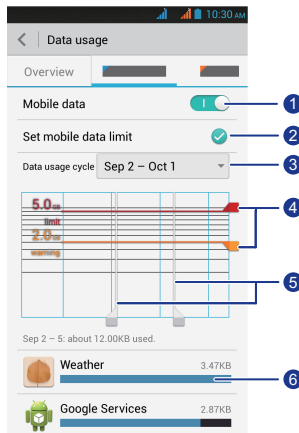 10:30 AM
Data usage
Overview
Mobile data
1
Set mobile data limit
2
Data usage cycle Sep 2 – Oct 1
3
5.0
limit
2.0
warning
4
5
Sep 2 – 5: about 12.00KB used.
Weather 3.47KB
6
Google Services 2.87KB